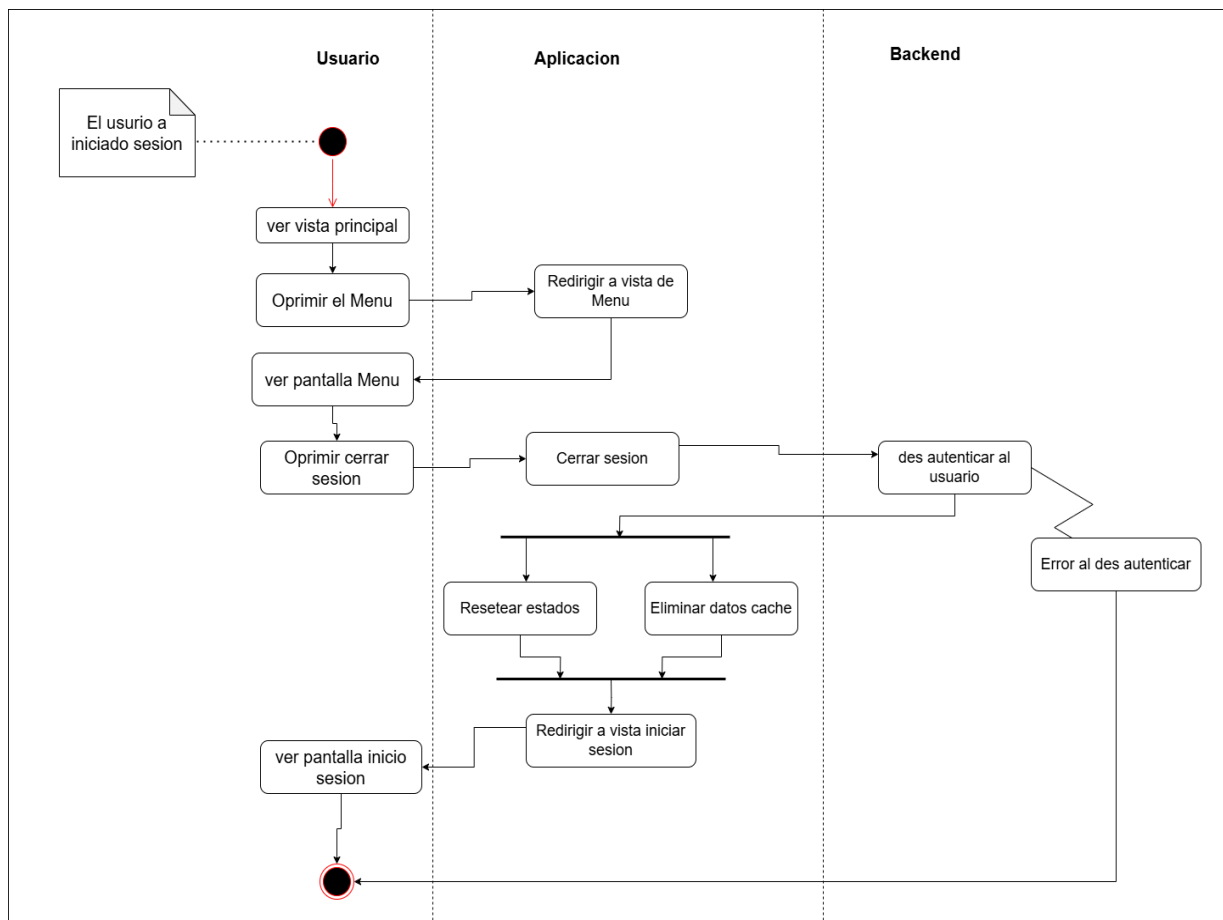 Usuario
Aplicacion
Backend
El usurio a
iniciado sesion
ver vista principal
Oprimir el Menu
Redirigir a vista de
Menu
ver pantalla Menu
Oprimir cerrar
sesion
Cerrar sesion
des autenticar al
usuario
Error al des autenticar
Resetear estados
Eliminar datos cache
Redirigir a vista iniciar
sesion
ver pantalla inicio
sesion